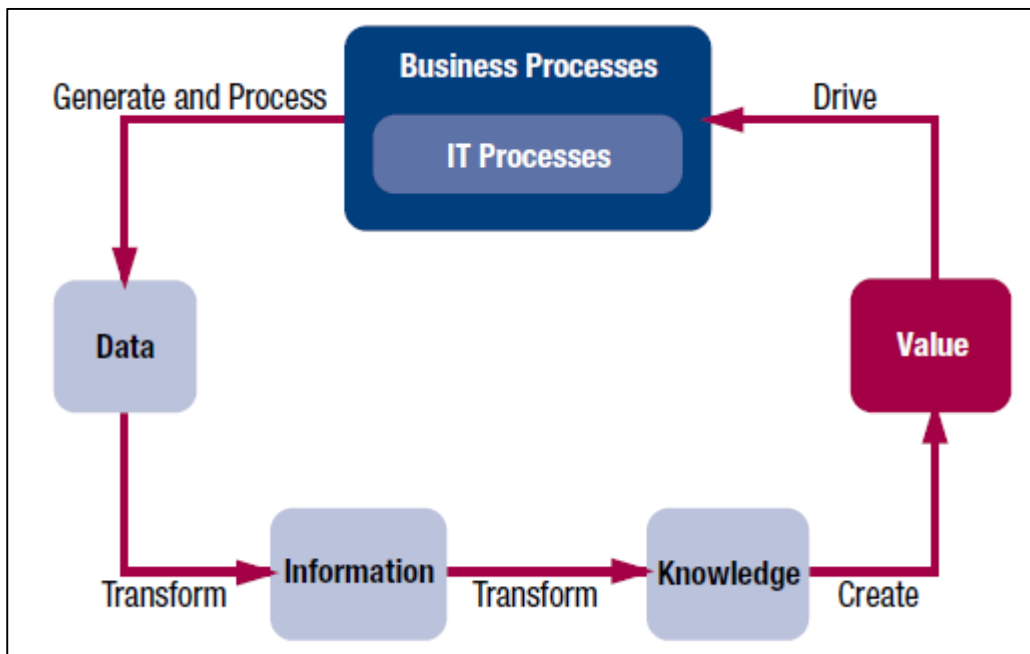 Business Processes
IT Processes
Generate and Process
Drive
Data
Value
Information
Knowledge
Transform
Transform
Create